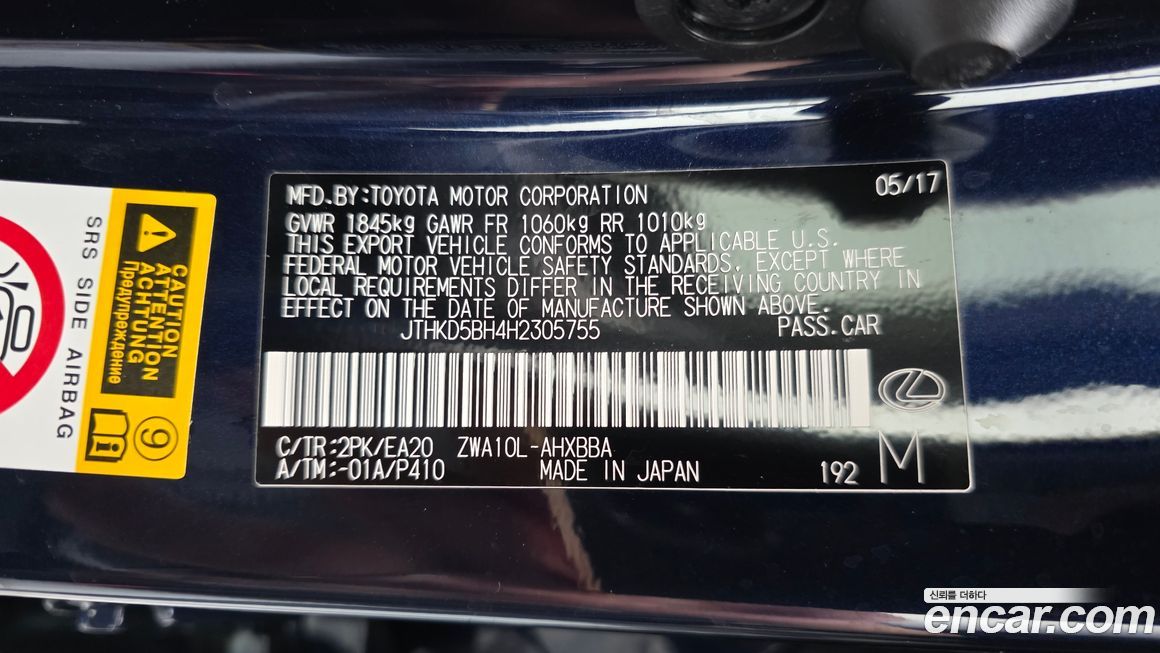 MFD.BY:TOYOTA MOTOR CORPORATION 05/17
GVWR 1845kg GAWR FR 1060kg RR 1010kg
THIS EXPORT VEHICLE CONFORMS TO APPLICABLE U.S.
FEDERAL MOTOR VEHICLE SAFETY STANDARDS, EXCEPT WHERE
LOCAL REQUIREMENTS DIFFER IN THE RECEIVING COUNTRY IN
EFFECT ON THE DATE OF MANUFACTURE SHOWN ABOVE.
JTHKD5BH4H2305755 PASS.CAR
C/TR:2PK/EA20 ZWA10L-AHXBBA
A/TM:-01A/P410 MADE IN JAPAN 192 M
CAUTION
ATTENTION
ACHTUNG
Предупреждение
SRS SIDE AIRBAG
9
신뢰를 더하다
encar.com